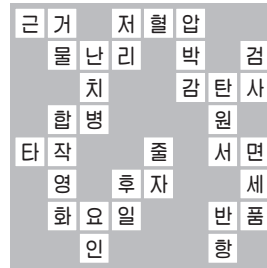 근 거 저 혈 압
물 난 리 박 검
치 감 탄 사
합 병 원
타 작 줄 서 면
영 후 자 세
화 요 일 반 품
인 항